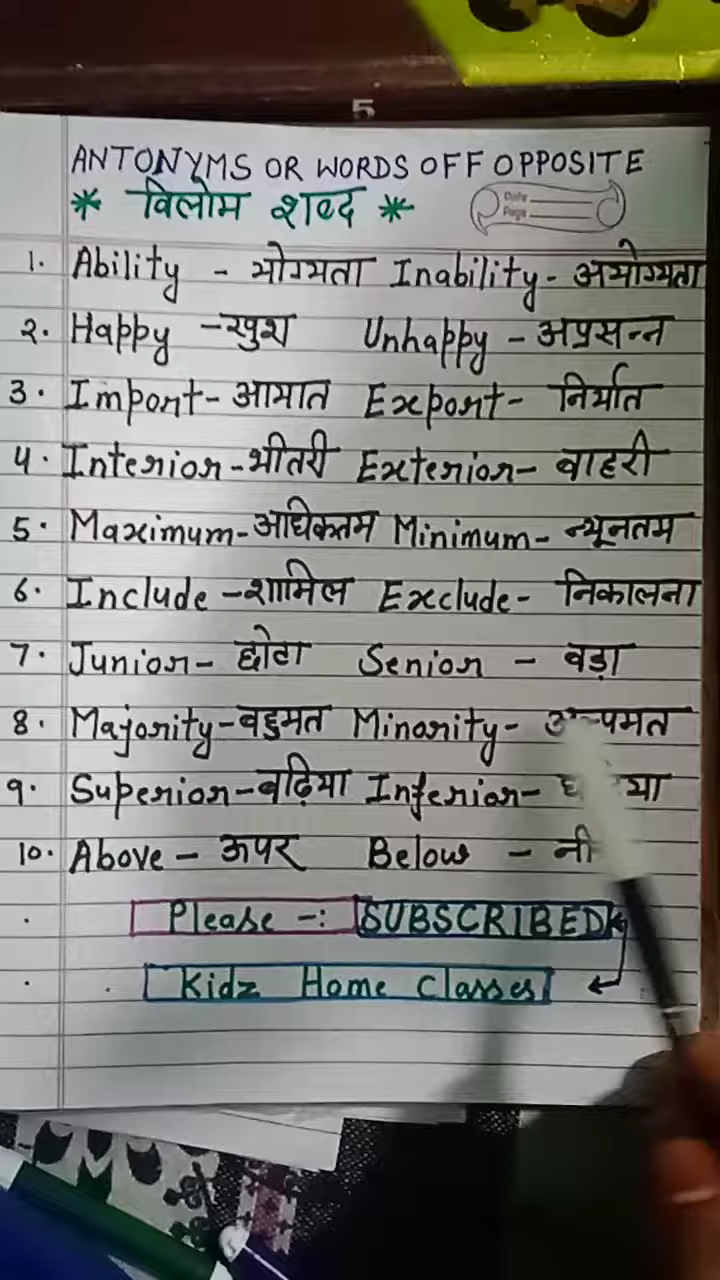 5
ANTONYMS OR WORDS OFF OPPOSITE
* विलोम शब्द *
Date
Page
1. Ability - योग्यता Inability - अयोग्यता
2. Happy - खुश Unhappy - अप्रसन्न
3. Import - आयात Export - निर्यात
4. Interior - भीतरी Exterior - बाहरी
5. Maximum - अधिकतम Minimum - न्यूनतम
6. Include - शामिल Exclude - निकालना
7. Junior - छोटा Senior - बड़ा
8. Majority - बहुमत Minority -
9. Superior - बढ़िया Inferior -
10. Above - ऊपर Below -
Please -: SUBSCRIBED
Kidz Home Classes